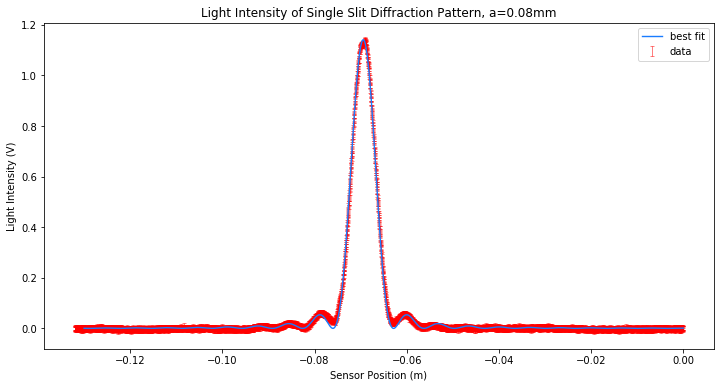 Light Intensity of Single Slit Diffraction Pattern, a=0.08mm
best fit
data
1.2
1.0
0.8
0.6
0.4
0.2
0.0
Light Intensity (V)
−0.12
−0.10
−0.08
−0.06
−0.04
−0.02
0.00
Sensor Position (m)